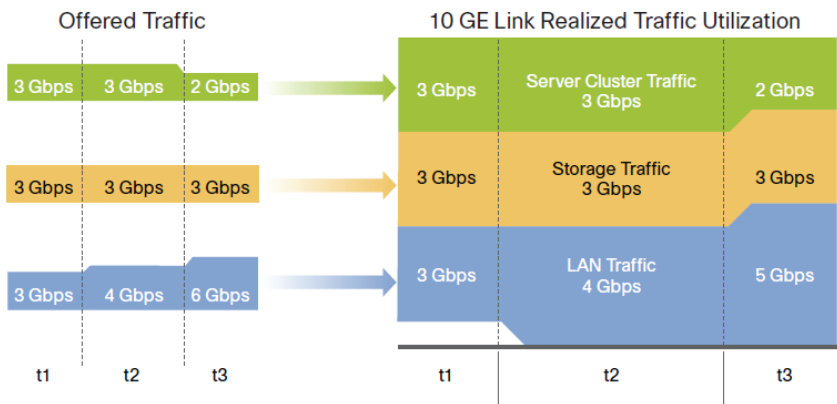 Offered Traffic
10 GE Link Realized Traffic Utilization
3 Gbps
3 Gbps
2 Gbps
3 Gbps
Server Cluster Traffic
3 Gbps
2 Gbps
3 Gbps
3 Gbps
3 Gbps
3 Gbps
Storage Traffic
3 Gbps
3 Gbps
3 Gbps
4 Gbps
6 Gbps
3 Gbps
LAN Traffic
4 Gbps
5 Gbps
t1
t2
t3
t1
t2
t3